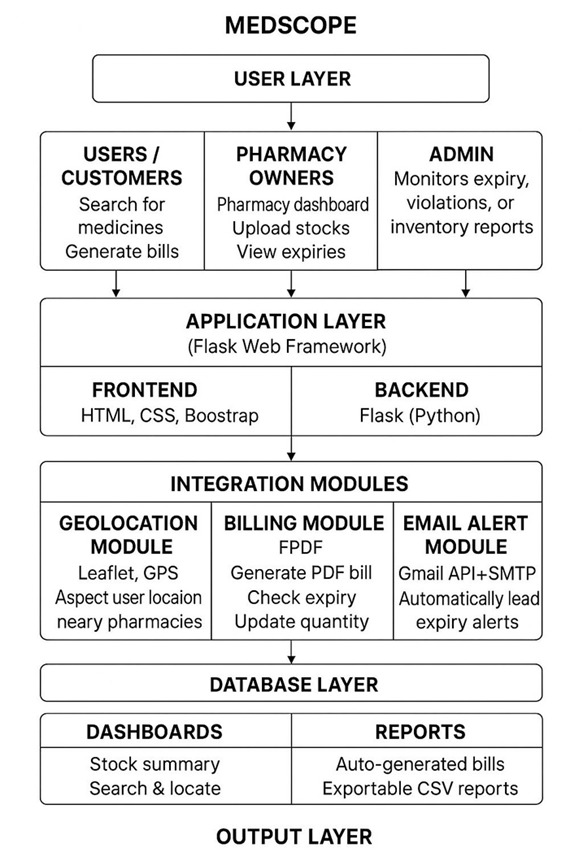 MEDSCOPE
USER LAYER
USERS /
CUSTOMERS
Search for
medicines
Generate bills
PHARMACY
OWNERS
Pharmacy dashboard
Upload stocks
View expiries
ADMIN
Monitors expiry,
violations, or
inventory reports
APPLICATION LAYER
(Flask Web Framework)
FRONTEND
HTML, CSS, Boostrap
BACKEND
Flask (Python)
INTEGRATION MODULES
GEOLOCATION
MODULE
Leaflet, GPS
Aspect user locaion
neary pharmacies
BILLING MODULE
FPDF
Generate PDF bill
Check expiry
Update quantity
EMAIL ALERT
MODULE
Gmail API+SMTP
Automatically lead
expiry alerts
DATABASE LAYER
DASHBOARDS
Stock summary
Search & locate
REPORTS
Auto-generated bills
Exportable CSV reports
OUTPUT LAYER